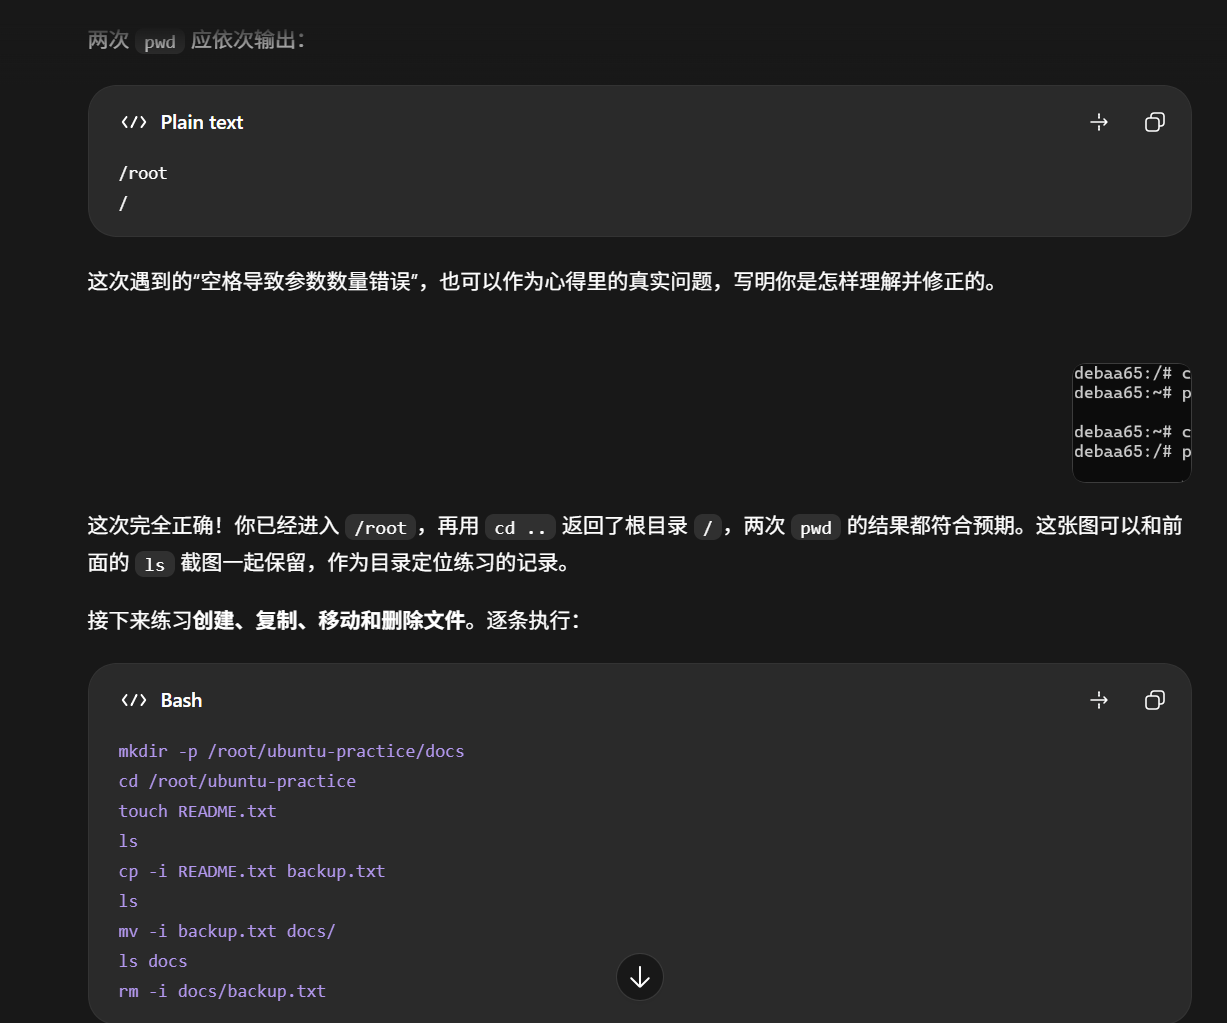 两次 pwd 应依次输出：
Plain text
/root
/
这次遇到的“空格导致参数数量错误”，也可以作为心得里的真实问题，写明你是怎样理解并修正的。
debaa65:/# c
debaa65:~# p
debaa65:~# c
debaa65:/# p
这次完全正确！你已经进入 /root ，再用 cd .. 返回了根目录 / ，两次 pwd 的结果都符合预期。这张图可以和前
面的 ls 截图一起保留，作为目录定位练习的记录。
接下来练习创建、复制、移动和删除文件。逐条执行：
Bash
mkdir -p /root/ubuntu-practice/docs
cd /root/ubuntu-practice
touch README.txt
ls
cp -i README.txt backup.txt
ls
mv -i backup.txt docs/
ls docs
rm -i docs/backup.txt